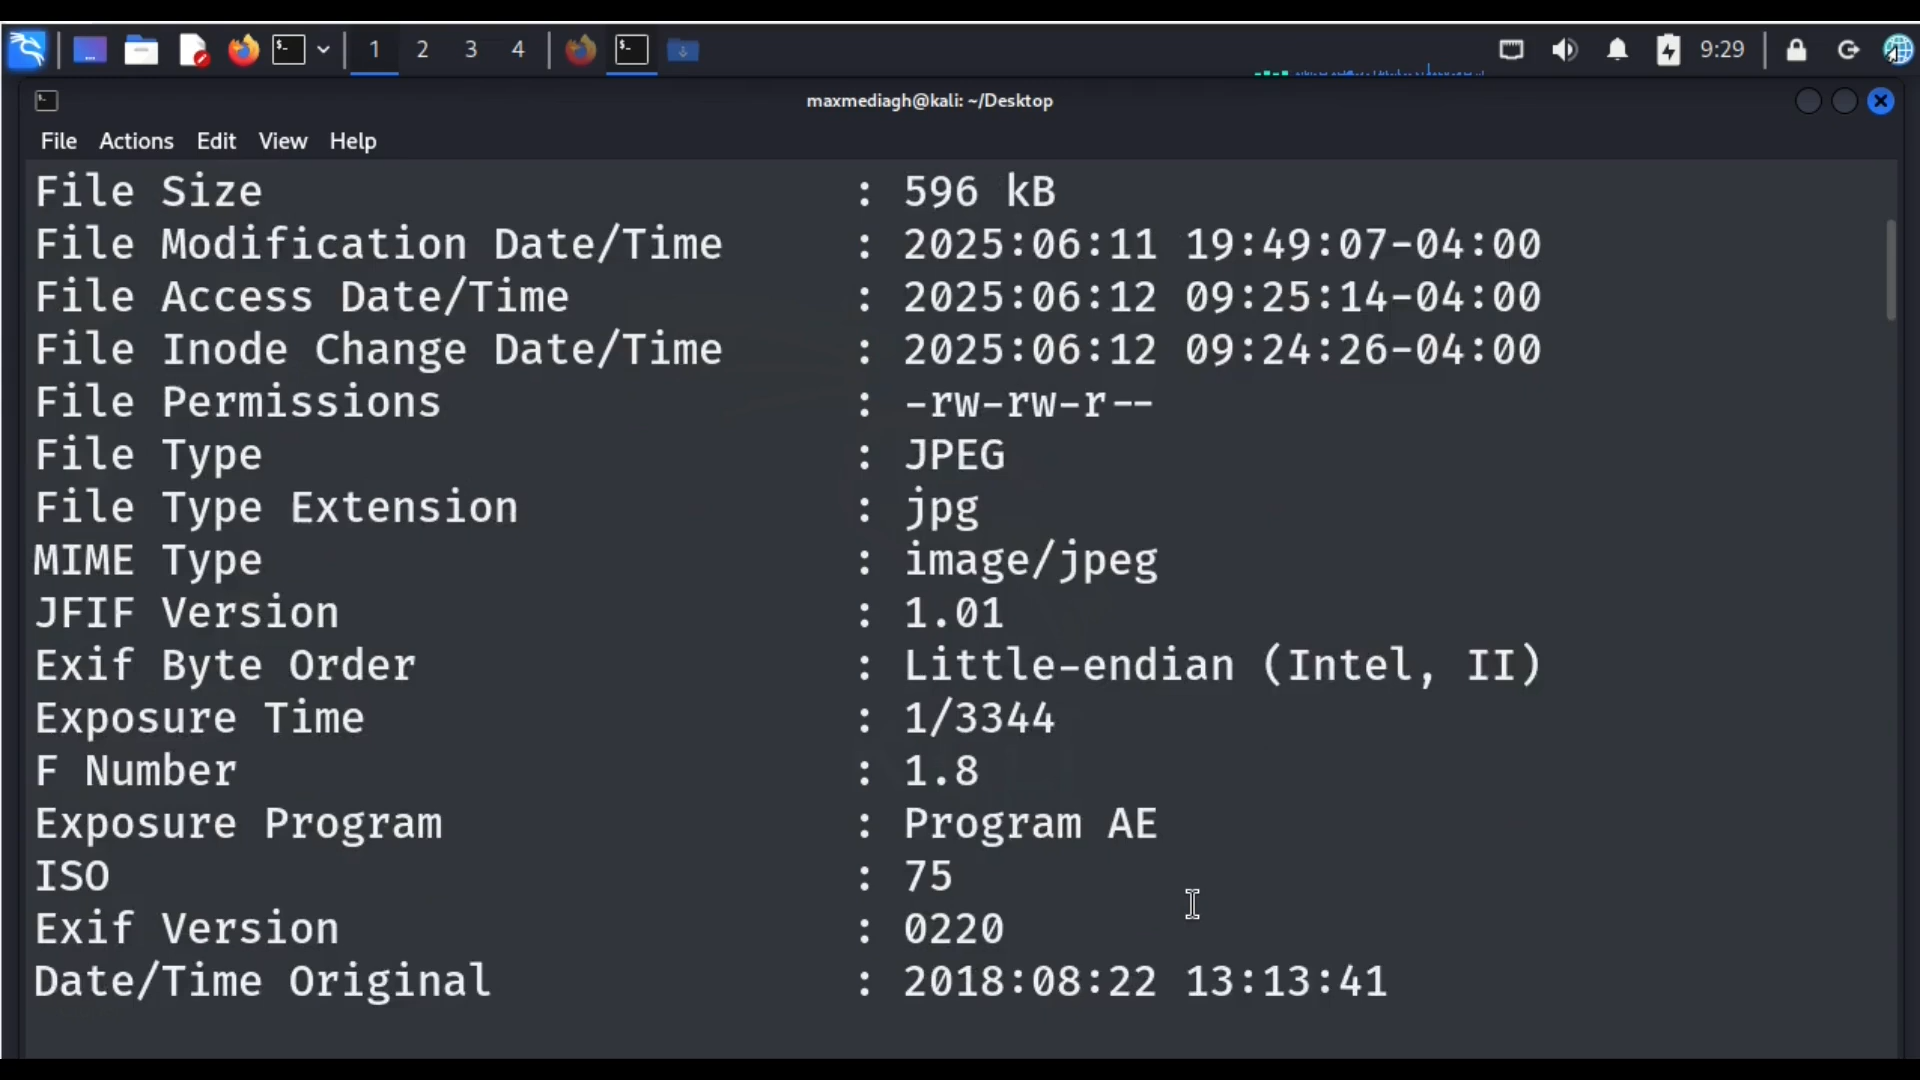 1 2 3 4 9:29
maxmediagh@kali: ~/Desktop
File Actions Edit View Help
File Size : 596 kB
File Modification Date/Time : 2025:06:11 19:49:07-04:00
File Access Date/Time : 2025:06:12 09:25:14-04:00
File Inode Change Date/Time : 2025:06:12 09:24:26-04:00
File Permissions : -rw-rw-r--
File Type : JPEG
File Type Extension : jpg
MIME Type : image/jpeg
JFIF Version : 1.01
Exif Byte Order : Little-endian (Intel, II)
Exposure Time : 1/3344
F Number : 1.8
Exposure Program : Program AE
ISO : 75
Exif Version : 0220
Date/Time Original : 2018:08:22 13:13:41